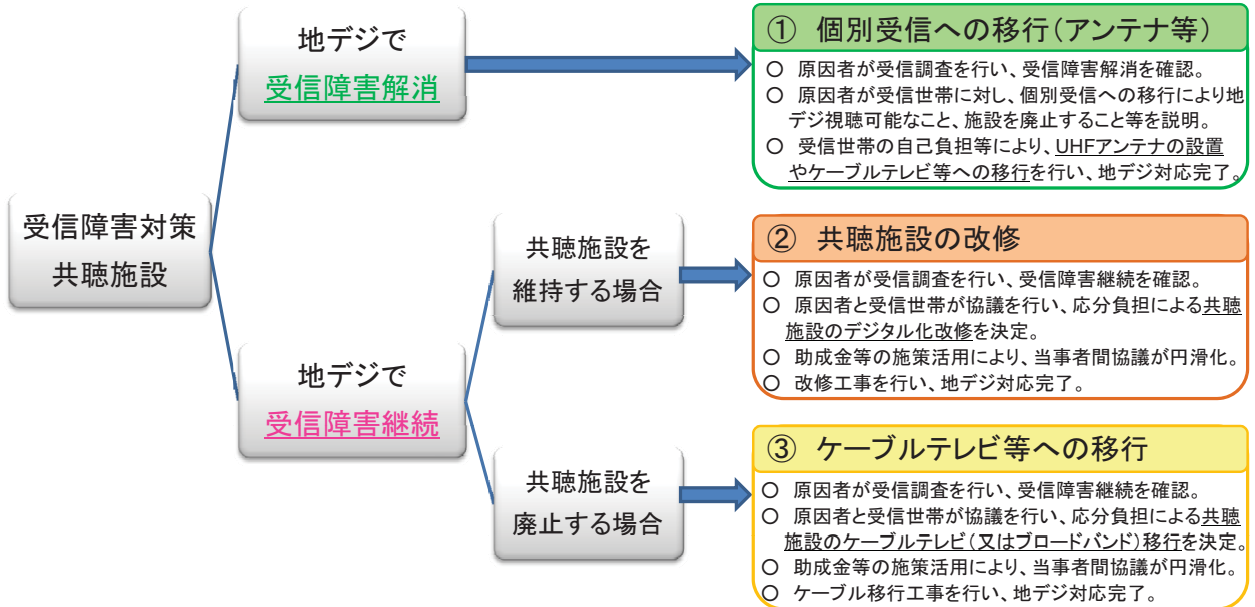 受信障害対策
共聴施設
地デジで
受信障害解消
地デジで
受信障害継続
共聴施設を
維持する場合
共聴施設を
廃止する場合
① 個別受信への移行（アンテナ等）
○ 原因者が受信調査を行い、受信障害解消を確認。
○ 原因者が受信世帯に対し、個別受信への移行により地
デジ視聴可能なこと、施設を廃止すること等を説明。
○ 受信世帯の自己負担等により、UHFアンテナの設置
やケーブルテレビ等への移行を行い、地デジ対応完了。
② 共聴施設の改修
○ 原因者が受信調査を行い、受信障害継続を確認。
○ 原因者と受信世帯が協議を行い、応分負担による共聴
施設のデジタル化改修を決定。
○ 助成金等の施策活用により、当事者間協議が円滑化。
○ 改修工事を行い、地デジ対応完了。
③ ケーブルテレビ等への移行
○ 原因者が受信調査を行い、受信障害継続を確認。
○ 原因者と受信世帯が協議を行い、応分負担による共聴
施設のケーブルテレビ（又はブロードバンド）移行を決定。
○ 助成金等の施策活用により、当事者間協議が円滑化。
○ ケーブル移行工事を行い、地デジ対応完了。